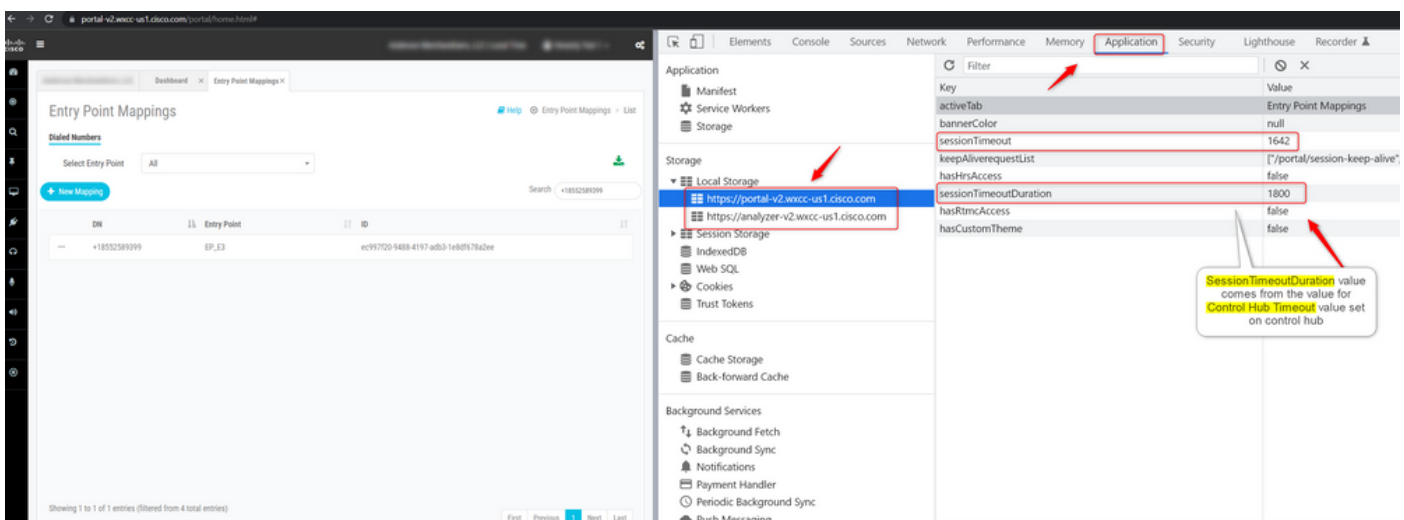 portal-v2.wxcc-us1.cisco.com/portal/home.html#
cisco
Dashboard × Entry Point Mappings ×
Entry Point Mappings
Help Entry Point Mappings > List
Dialed Numbers
Select Entry Point All
+ New Mapping
Search +18552589399
DN Entry Point ID
+18552589399 EP_E3 ec997f20-9488-4197-adb3-1e8df678a2ee
Showing 1 to 1 of 1 entries (filtered from 4 total entries)
First Previous 1 Next Last
Elements Console Sources Network Performance Memory Application Security Lighthouse Recorder
Application
Manifest
Service Workers
Storage
Storage
Local Storage
https://portal-v2.wxcc-us1.cisco.com
https://analyzer-v2.wxcc-us1.cisco.com
Session Storage
IndexedDB
Web SQL
Cookies
Trust Tokens
Cache
Cache Storage
Back-forward Cache
Background Services
Background Fetch
Background Sync
Notifications
Payment Handler
Periodic Background Sync
Push Messaging
Filter
Key Value
activeTab Entry Point Mappings
bannerColor null
sessionTimeout 1642
keepAliverequestList ["/portal/session-keep-alive",
hasHrsAccess false
sessionTimeoutDuration 1800
hasRtmcAccess false
hasCustomTheme false
SessionTimeoutDuration value
comes from the value for
Control Hub Timeout value set
on control hub